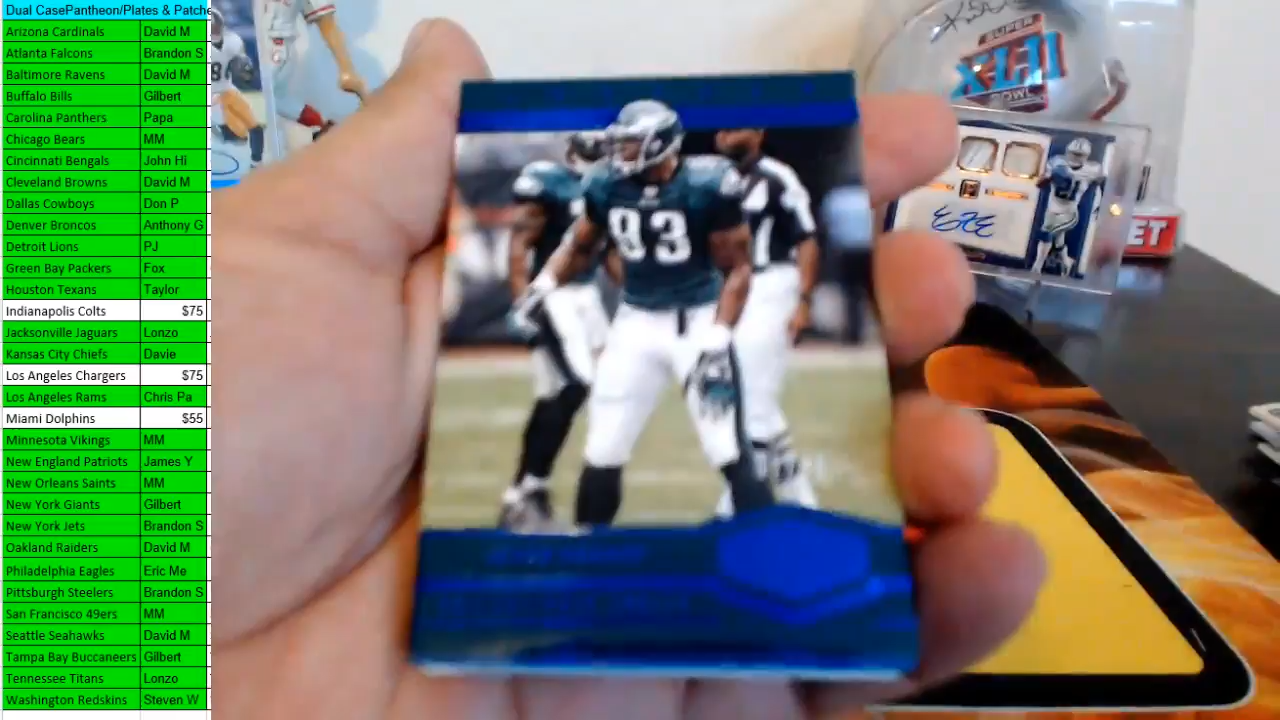 Dual CasePantheon/Plates & Patche
Arizona Cardinals David M
Atlanta Falcons Brandon S
Baltimore Ravens David M
Buffalo Bills Gilbert
Carolina Panthers Papa
Chicago Bears MM
Cincinnati Bengals John Hi
Cleveland Browns David M
Dallas Cowboys Don P
Denver Broncos Anthony G
Detroit Lions PJ
Green Bay Packers Fox
Houston Texans Taylor
Indianapolis Colts $75
Jacksonville Jaguars Lonzo
Kansas City Chiefs Davie
Los Angeles Chargers $75
Los Angeles Rams Chris Pa
Miami Dolphins $55
Minnesota Vikings MM
New England Patriots James Y
New Orleans Saints MM
New York Giants Gilbert
New York Jets Brandon S
Oakland Raiders David M
Philadelphia Eagles Eric Me
Pittsburgh Steelers Brandon S
San Francisco 49ers MM
Seattle Seahawks David M
Tampa Bay Buccaneers Gilbert
Tennessee Titans Lonzo
Washington Redskins Steven W
93
SUPER
XLII
BOWL
21
ET